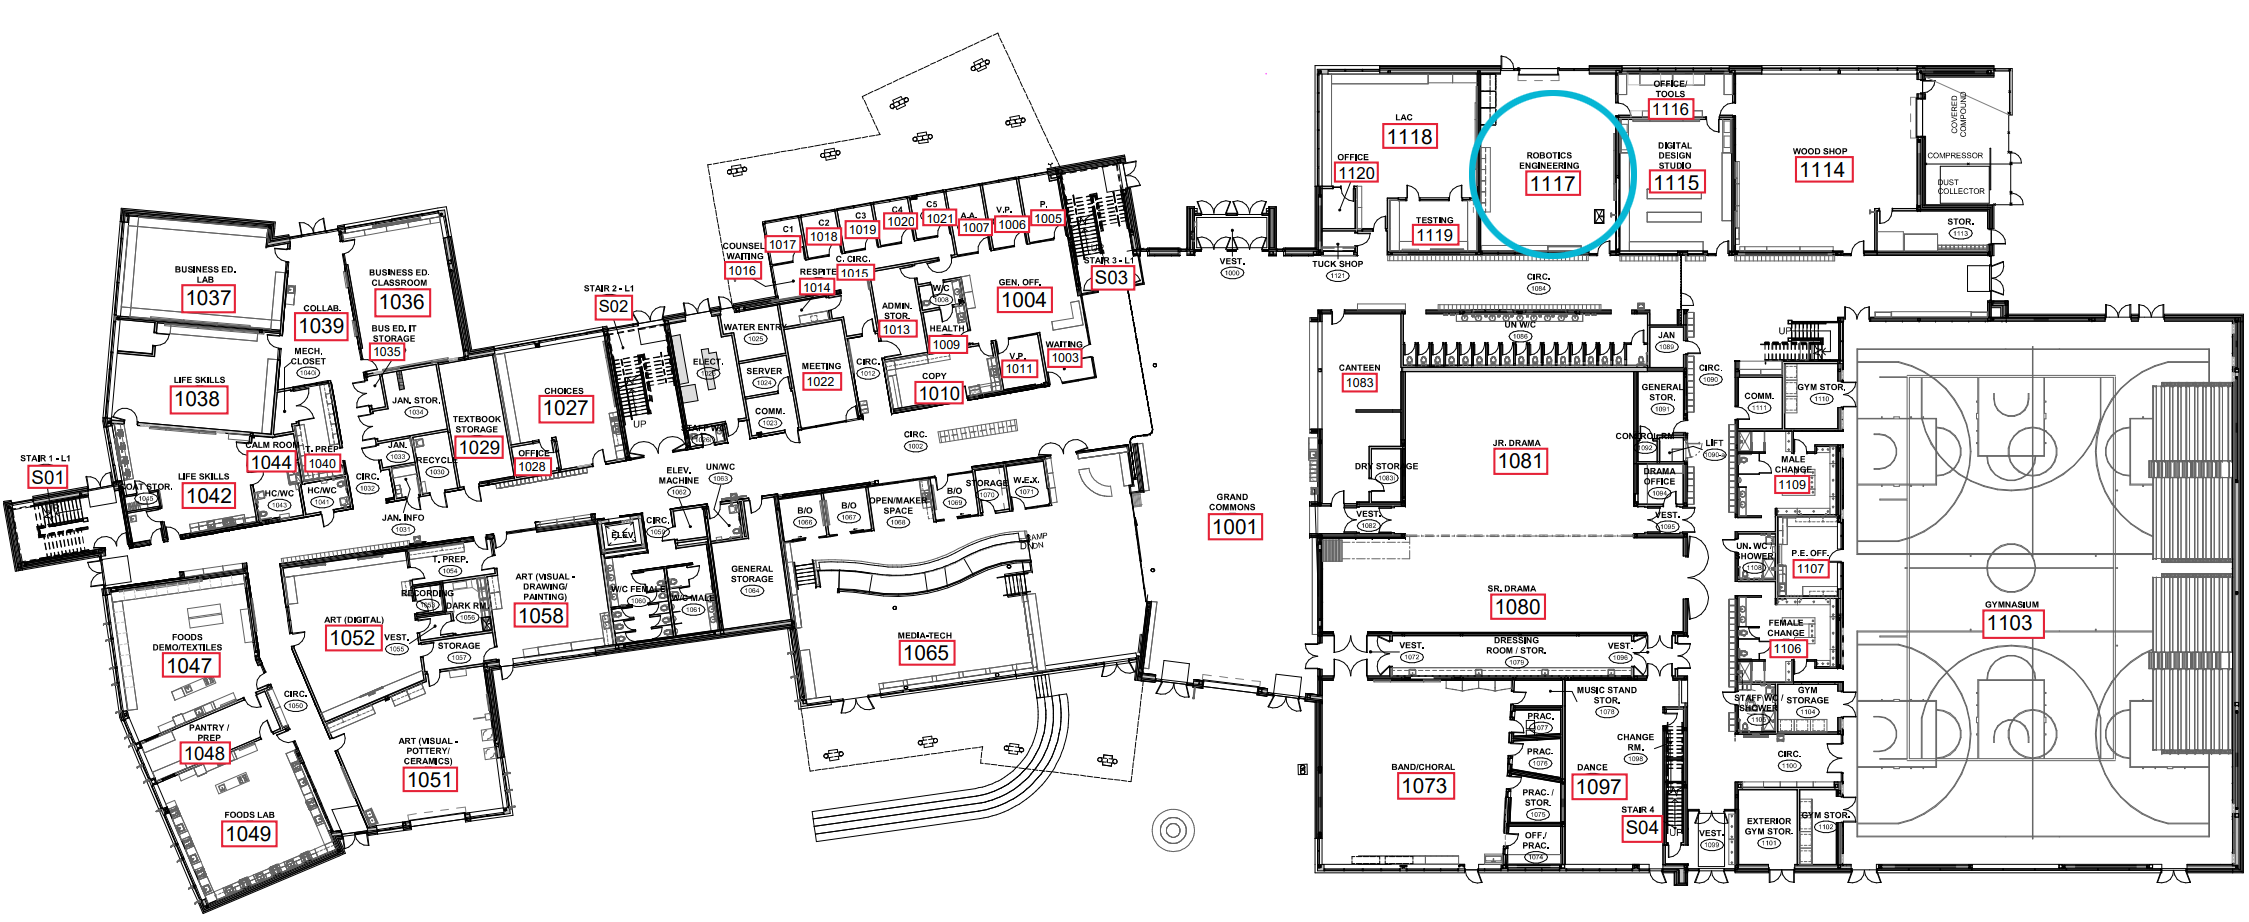 BUSINESS ED.
LAB
1037
COLLAB.
1039
BUSINESS ED.
CLASSROOM
1036
BUS ED. IT
STORAGE
1035
MECH.
CLOSET
1040
LIFE SKILLS
1038
JAN. STOR.
1034
TEXTBOOK
STORAGE
1029
CHOICES
1027
OFFICE
1028
STAIR 2 - L1
S02
UP
STAIR 1 - L1
S01
LIFE SKILLS
1042
CALM ROOM
1044
T. PREP
1040
HC/WC
1043
HC/WC
1041
CIRC.
1032
JAN.
1033
RECYCLE
1030
JAN. INFO
1031
1045
FOODS
DEMO/TEXTILES
1047
PANTRY /
PREP
1048
FOODS LAB
1049
CIRC.
1050
ART (DIGITAL)
1052
VEST.
1055
T. PREP.
1054
RECORDING
DARK RM.
1056
STORAGE
1057
ART (VISUAL -
POTTERY/
CERAMICS)
1051
ART (VISUAL -
DRAWING/
PAINTING)
1058
ELEV.
CIRC.
1059
ELEV.
MACHINE
1062
UN/WC
1063
W/C FEMALE
1060
W/C MALE
1061
GENERAL
STORAGE
1064
B/O
1066
B/O
1067
OPEN/MAKER
SPACE
1068
B/O
1069
STORAGE
1070
W.EX.
1071
MEDIA-TECH
1065
ELECT.
WATER ENTRY
1025
SERVER
1024
COMM.
1023
MEETING
1022
CIRC.
1012
CIRC.
1002
COUNSEL
WAITING
1016
C1
1017
C2
1018
C3
1019
C4
1020
C5
1021
A.A.
1007
V.P.
1006
P.
1005
C. CIRC.
1015
RESPITE
1014
ADMIN.
STOR.
1013
W/C
1008
HEALTH
1009
COPY
1010
GEN. OFF.
1004
V.P.
1011
WAITING
1003
STAIR 3 - L1
S03
VEST.
1000
GRAND
COMMONS
1001
LAC
1118
OFFICE
1120
TESTING
1119
TUCK SHOP
1121
ROBOTICS
ENGINEERING
1117
OFFICE/
TOOLS
1116
DIGITAL
DESIGN
STUDIO
1115
WOOD SHOP
1114
COVERED
COMPOUND
COMPRESSOR
DUST
COLLECTOR
STOR.
1113
CIRC.
1084
UN W/C
1086
JAN
1089
CANTEEN
1083
DRY STORAGE
VEST.
1082
JR. DRAMA
1081
GENERAL
STOR.
1091
CONTROL RM.
1092
LIFT
DRAMA
OFFICE
1094
VEST.
1095
CIRC.
1090
SR. DRAMA
1080
VEST.
1072
DRESSING
ROOM / STOR.
1079
VEST.
1096
BAND/CHORAL
1073
MUSIC STAND
STOR.
1078
PRAC.
1077
PRAC.
1076
PRAC. /
STOR.
1075
OFF./
PRAC.
1074
DANCE
1097
CHANGE
RM.
1098
STAIR 4
S04
UP
VEST.
1099
UP
COMM.
1111
GYM STOR.
1110
MALE
CHANGE
1109
UN. WC /
SHOWER
1108
P.E. OFF.
1107
FEMALE
CHANGE
1106
STAFF WC /
SHOWER
1105
GYM
STORAGE
1104
CIRC.
1100
EXTERIOR
GYM STOR.
1101
GYM STOR.
1102
GYMNASIUM
1103